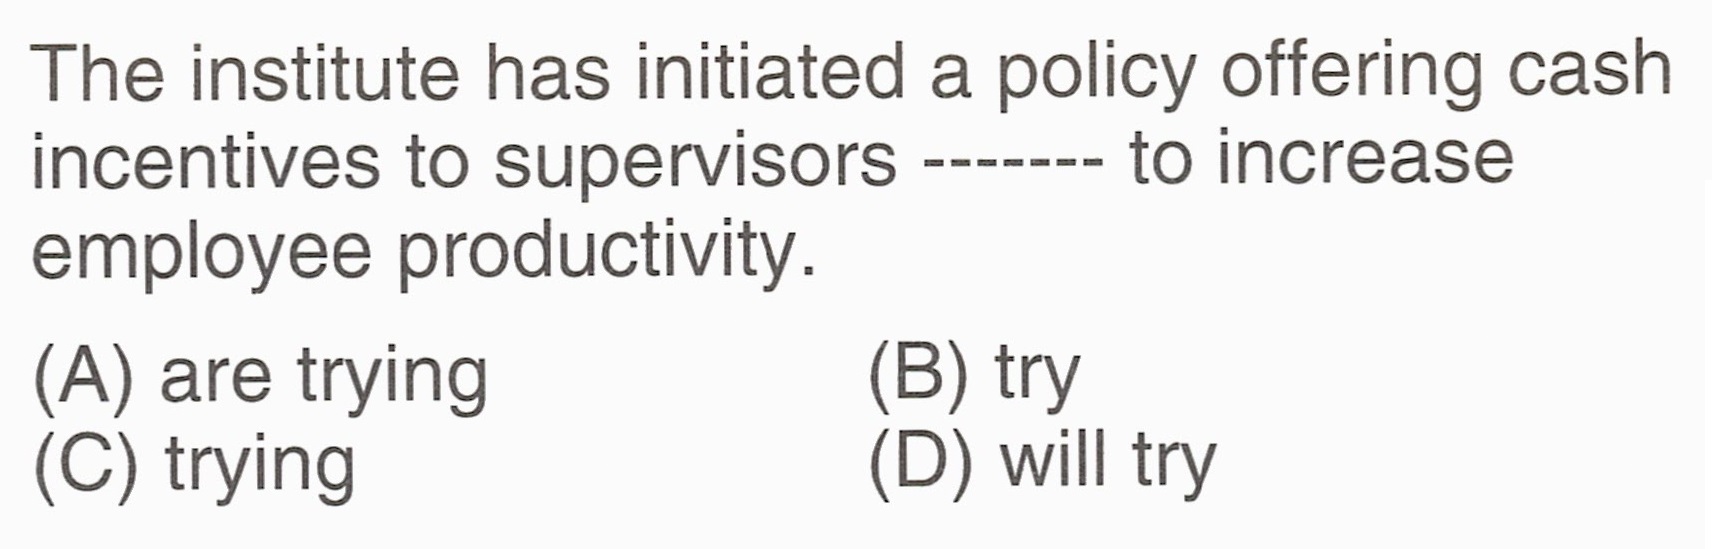 The institute has initiated a policy offering cash
incentives to supervisors ------- to increase
employee productivity.
(A) are trying (B) try
(C) trying (D) will try